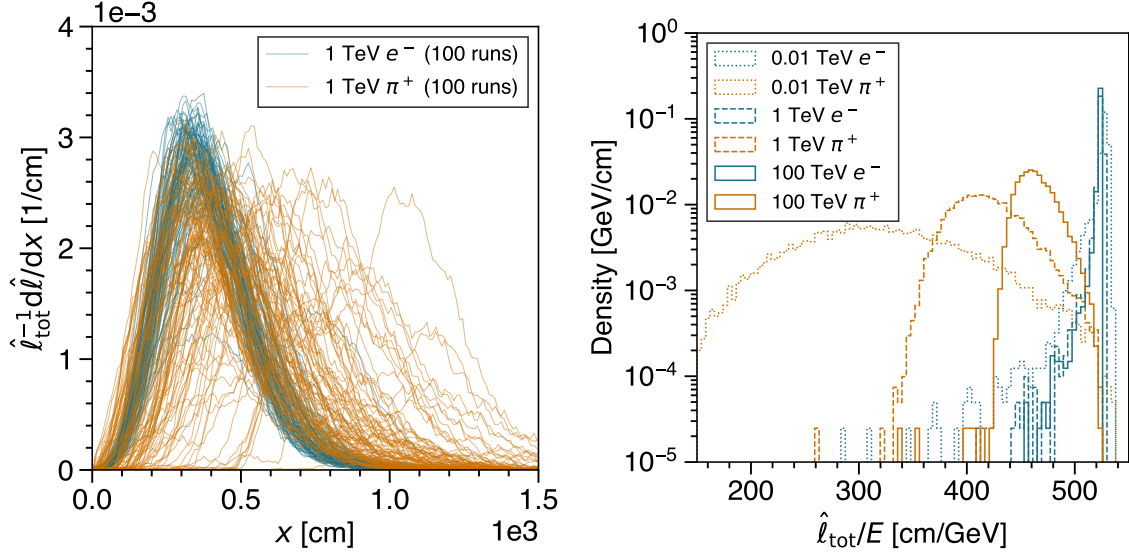 1e−3
4
3
2
1
0
0.0
0.5
1.0
1.5
1e3
x [cm]
ℓ̂_tot^−1 dℓ̂/dx [1/cm]
1 TeV e⁻ (100 runs)
1 TeV π⁺ (100 runs)
10⁰
10⁻¹
10⁻²
10⁻³
10⁻⁴
10⁻⁵
200
300
400
500
ℓ̂_tot/E [cm/GeV]
Density [GeV/cm]
0.01 TeV e⁻
0.01 TeV π⁺
1 TeV e⁻
1 TeV π⁺
100 TeV e⁻
100 TeV π⁺